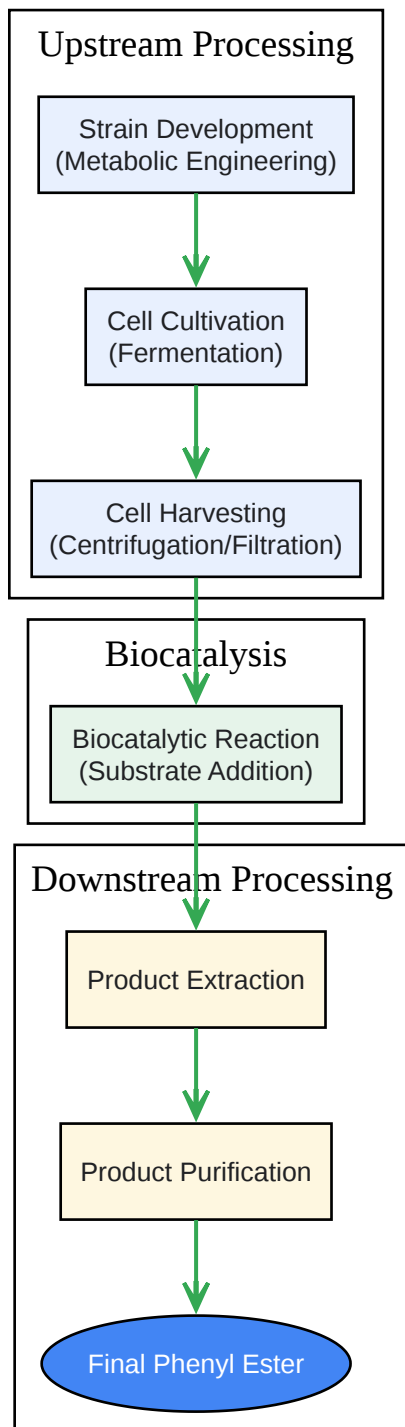 Upstream Processing
Strain Development
(Metabolic Engineering)
Cell Cultivation
(Fermentation)
Cell Harvesting
(Centrifugation/Filtration)
Biocatalysis
Biocatalytic Reaction
(Substrate Addition)
Downstream Processing
Product Extraction
Product Purification
Final Phenyl Ester